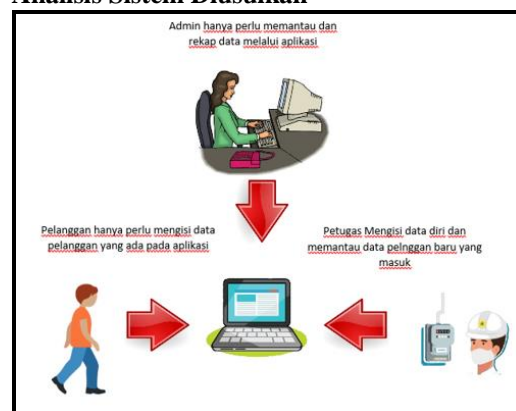 Analisis Sistem Diusulkan
Admin hanya perlu memantau dan
rekap data melalui aplikasi
Pelanggan hanya perlu mengisi data
pelanggan yang ada pada aplikasi
Petugas Mengisi data diri dan
memantau data pelnggan baru yang
masuk